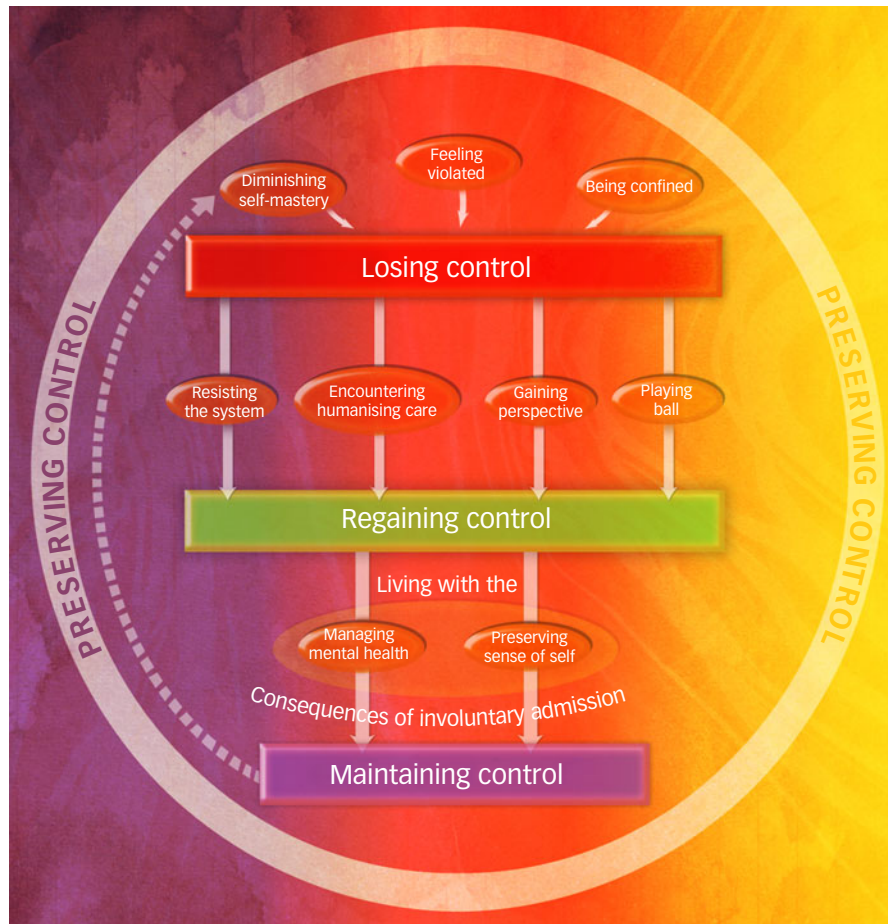 Feeling
violated
Diminishing
self-mastery
Being confined
Losing control
PRESERVING CONTROL
PRESERVING CONTROL
Resisting
the system
Encountering
humanising care
Gaining
perspective
Playing
ball
Regaining control
Living with the
Managing
mental health
Preserving
sense of self
Consequences of involuntary admission
Maintaining control